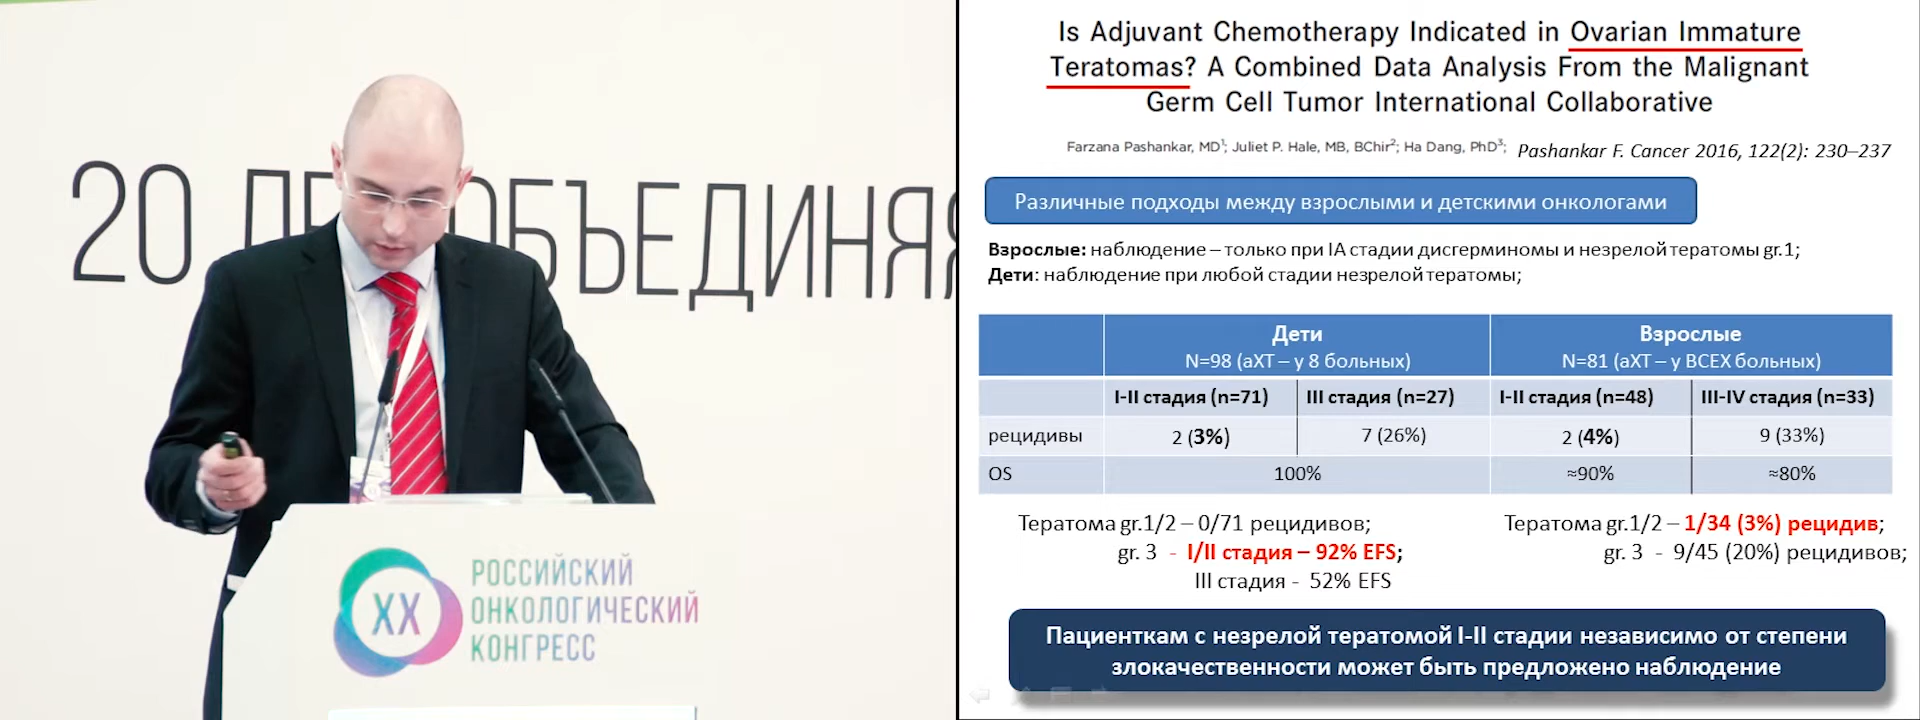 20 ЛЕТ ОБЪЕДИНЯЯ
XX
РОССИЙСКИЙ
ОНКОЛОГИЧЕСКИЙ
КОНГРЕСС
Is Adjuvant Chemotherapy Indicated in Ovarian Immature
Teratomas? A Combined Data Analysis From the Malignant
Germ Cell Tumor International Collaborative
Farzana Pashankar, MD¹; Juliet P. Hale, MB, BChir²; Ha Dang, PhD³; Pashankar F. Cancer 2016, 122(2): 230–237
Различные подходы между взрослыми и детскими онкологами
Взрослые: наблюдение – только при IA стадии дисгерминомы и незрелой тератомы gr.1;
Дети: наблюдение при любой стадии незрелой тератомы;
Дети Взрослые
N=98 (аХТ – у 8 больных) N=81 (аХТ – у ВСЕХ больных)
I-II стадия (n=71) III стадия (n=27) I-II стадия (n=48) III-IV стадия (n=33)
рецидивы 2 (3%) 7 (26%) 2 (4%) 9 (33%)
OS 100% ≈90% ≈80%
Тератома gr.1/2 – 0/71 рецидивов; Тератома gr.1/2 – 1/34 (3%) рецидив;
gr. 3 - I/II стадия – 92% EFS; gr. 3 - 9/45 (20%) рецидивов;
III стадия - 52% EFS
Пациенткам с незрелой тератомой I-II стадии независимо от степени
злокачественности может быть предложено наблюдение